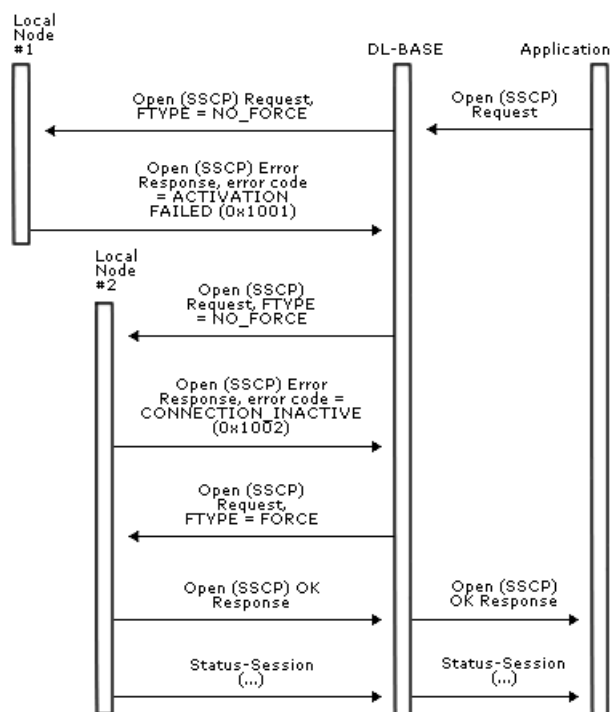 Local
Node
#1
DL-BASE
Application
Open (SSCP) Request,
FTYPE = NO_FORCE
Open (SSCP)
Request
Open (SSCP) Error
Response, error code
= ACTIVATION
FAILED (0x1001)
Local
Node
#2
Open (SSCP)
Request, FTYPE
= NO_FORCE
Open (SSCP) Error
Response, error code =
CONNECTION_INACTIVE
(0x1002)
Open (SSCP)
Request,
FTYPE = FORCE
Open (SSCP) OK
Response
Open (SSCP)
OK Response
Status-Session
(...)
Status-Session
(...)